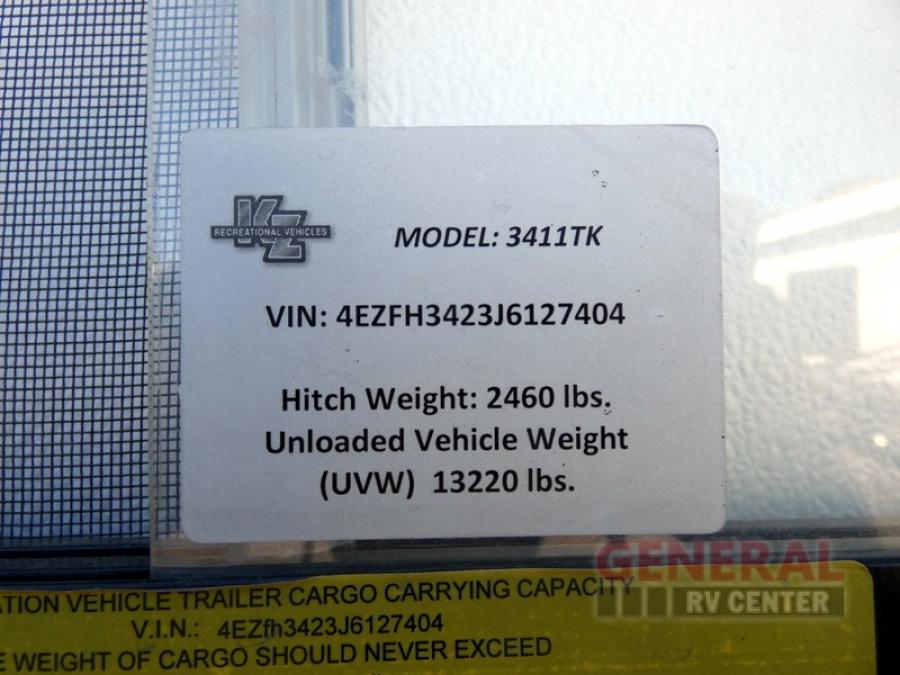 KZ
RECREATIONAL VEHICLES
MODEL: 3411TK
VIN: 4EZFH3423J6127404
Hitch Weight: 2460 lbs.
Unloaded Vehicle Weight
(UVW) 13220 lbs.
VEHICLE TRAILER CARGO CARRYING CAPACITY
V.I.N.: 4EZfh3423J6127404
WEIGHT OF CARGO SHOULD NEVER EXCEED
GENERAL
RV CENTER